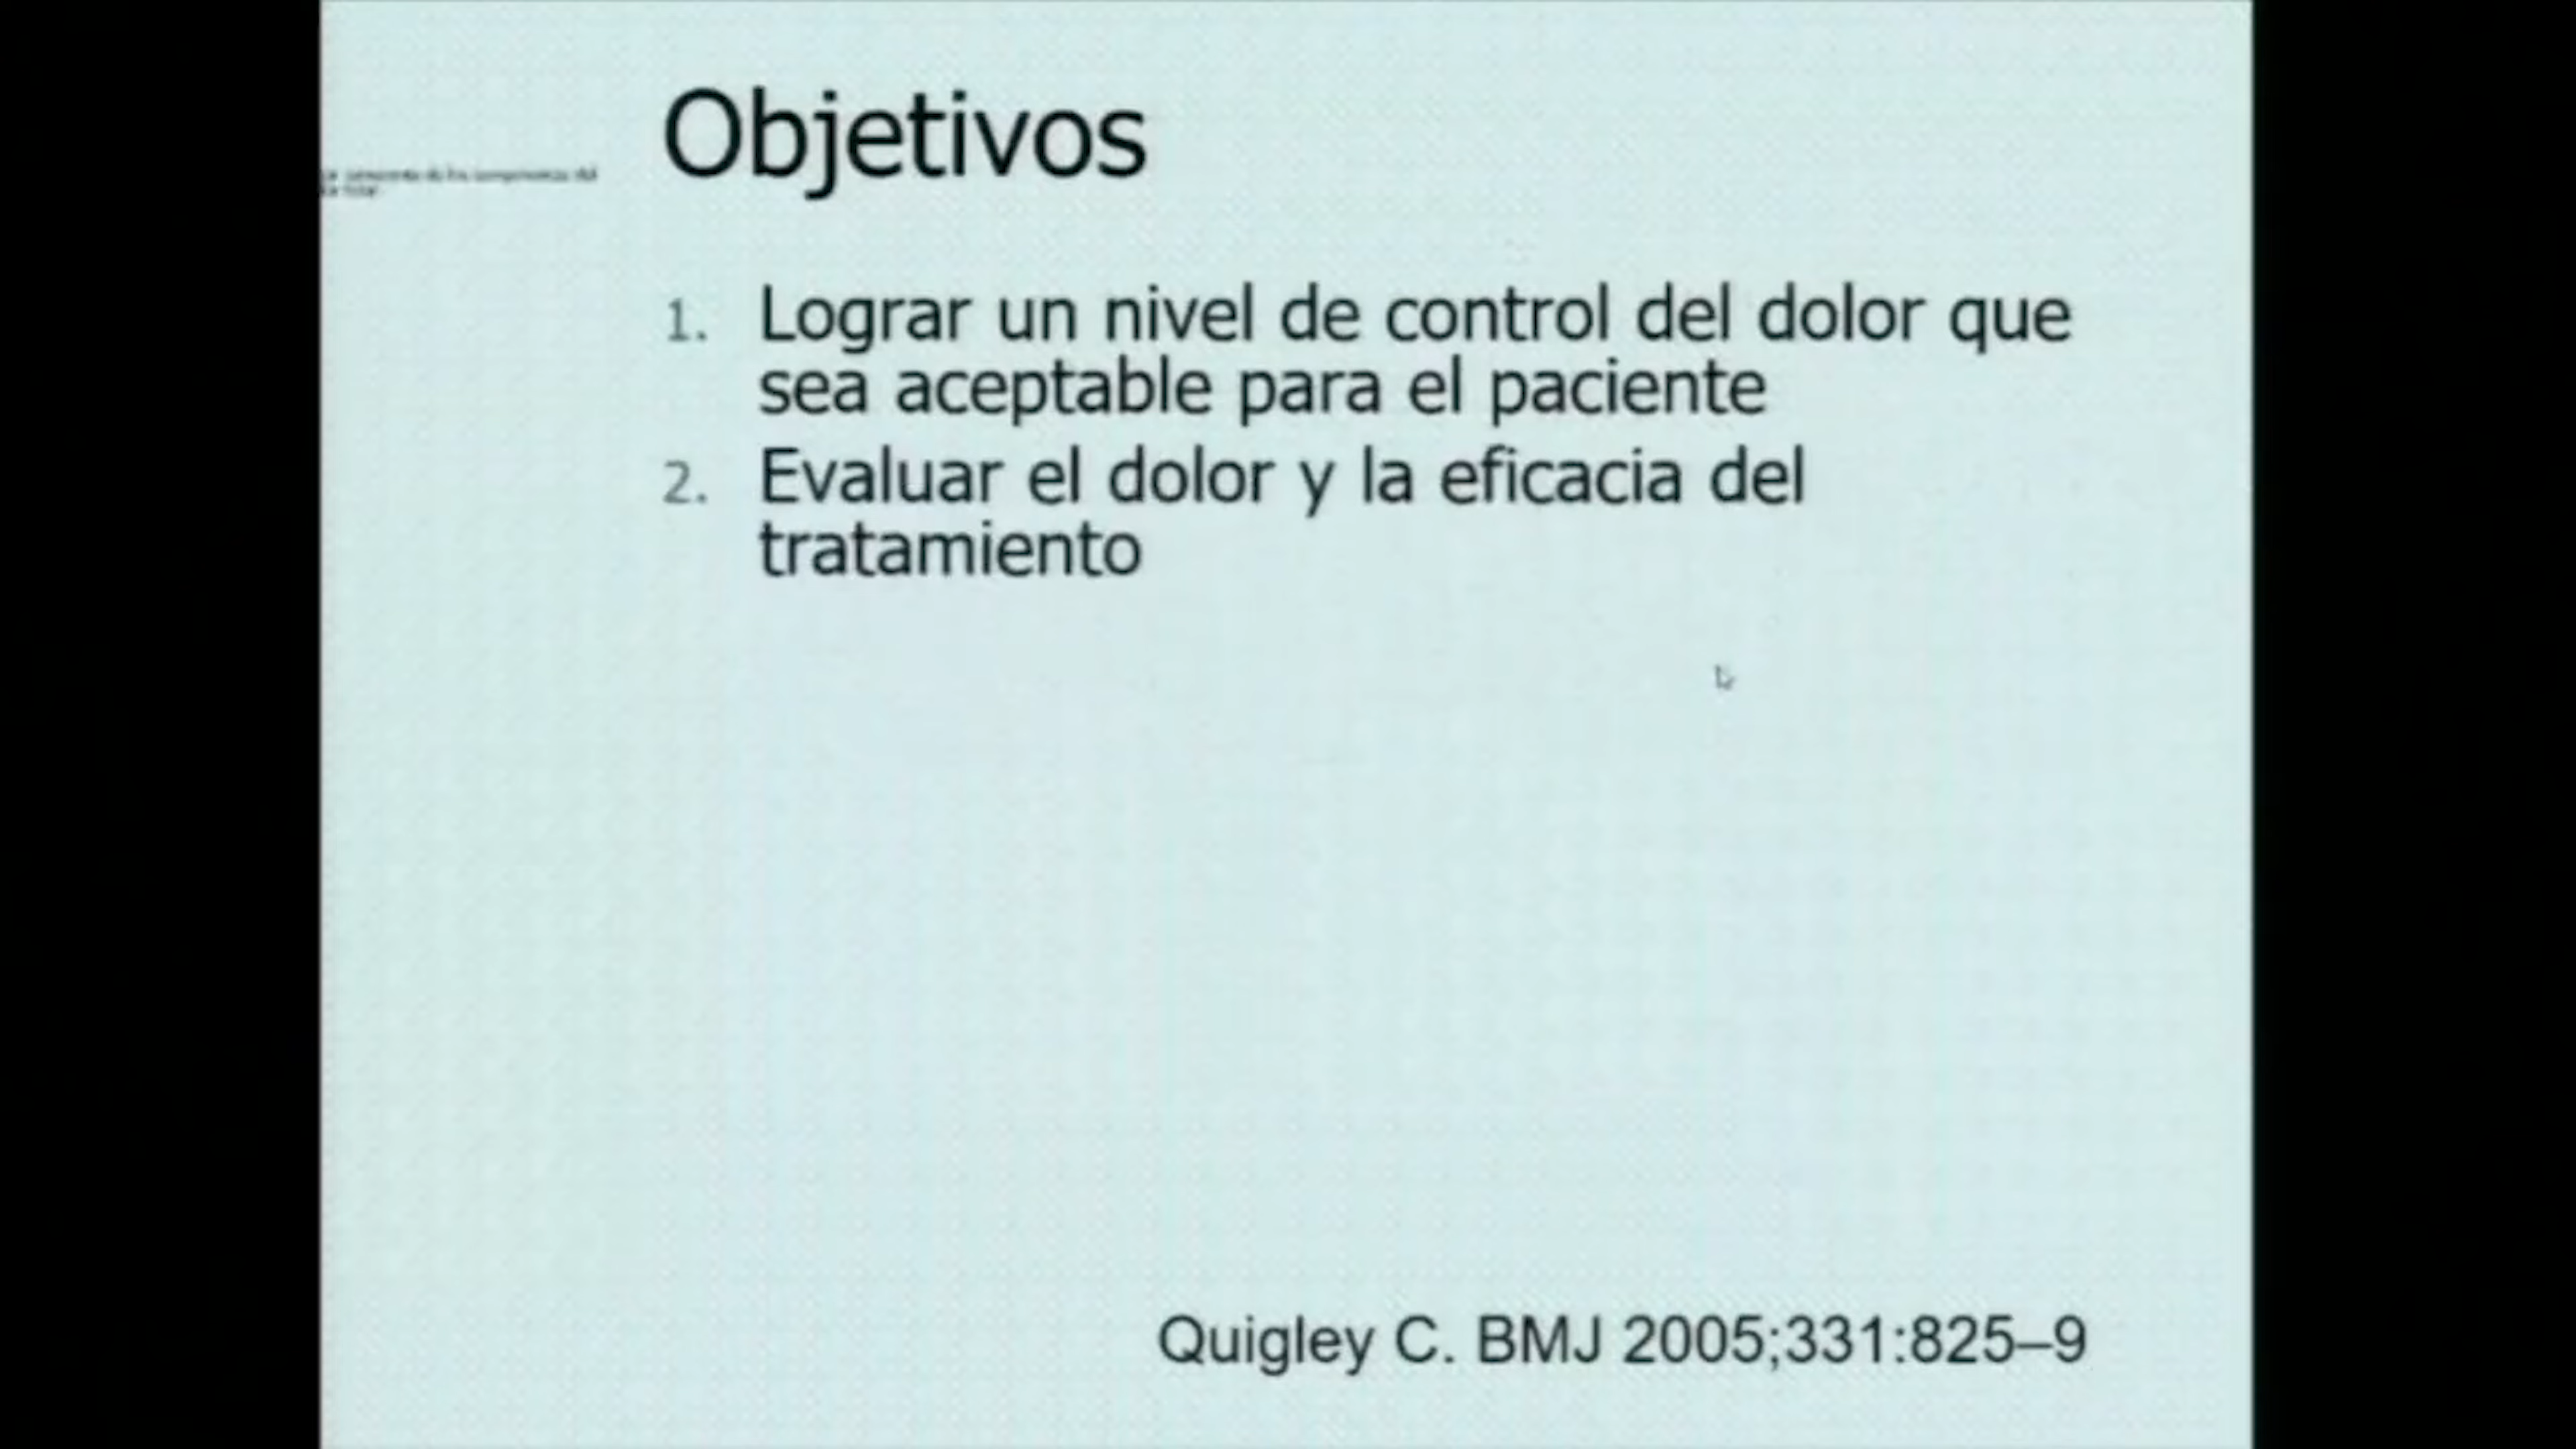 Objetivos
1. Lograr un nivel de control del dolor que
sea aceptable para el paciente
2. Evaluar el dolor y la eficacia del
tratamiento
Quigley C. BMJ 2005;331:825–9